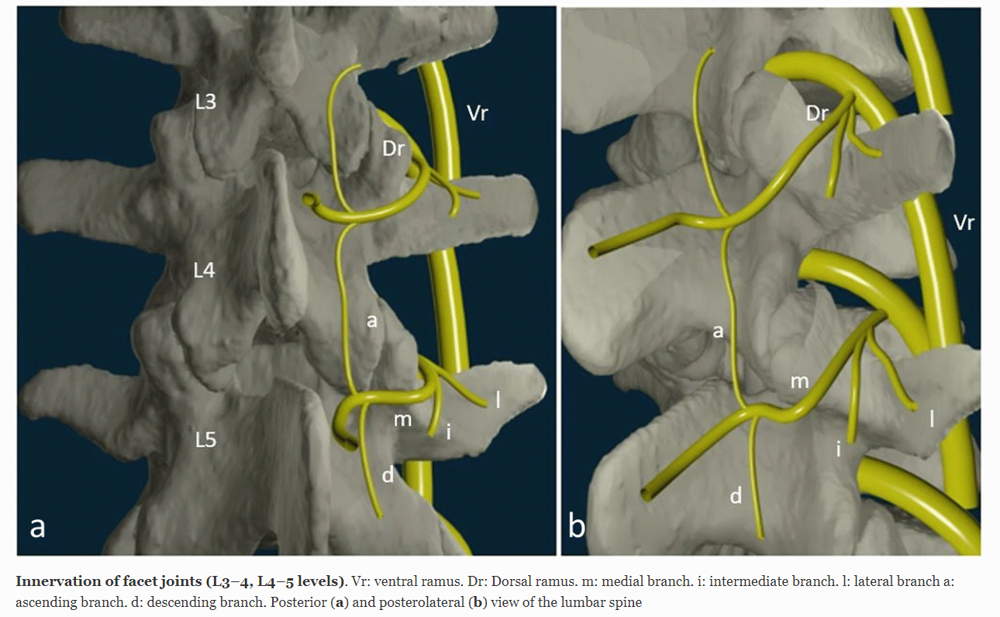 L3
Vr
Dr
L4
a
l
m
i
L5
d
a
Dr
Vr
a
m
l
i
d
b
Innervation of facet joints (L3–4, L4–5 levels). Vr: ventral ramus. Dr: Dorsal ramus. m: medial branch. i: intermediate branch. l: lateral branch a:
ascending branch. d: descending branch. Posterior (a) and posterolateral (b) view of the lumbar spine